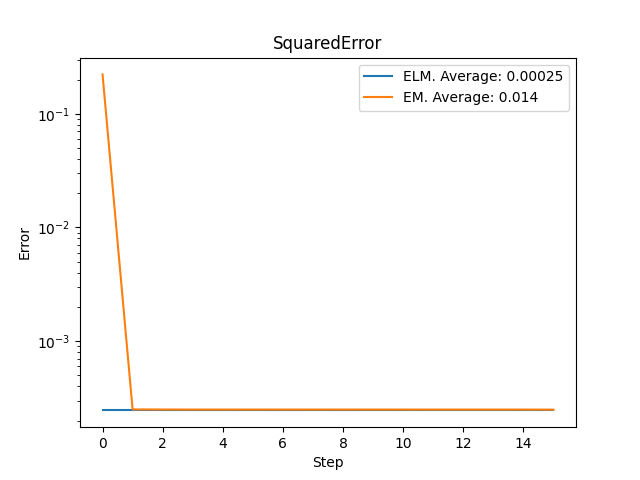 SquaredError
ELM. Average: 0.00025
EM. Average: 0.014
10⁻¹
10⁻²
10⁻³
Error
0 2 4 6 8 10 12 14
Step